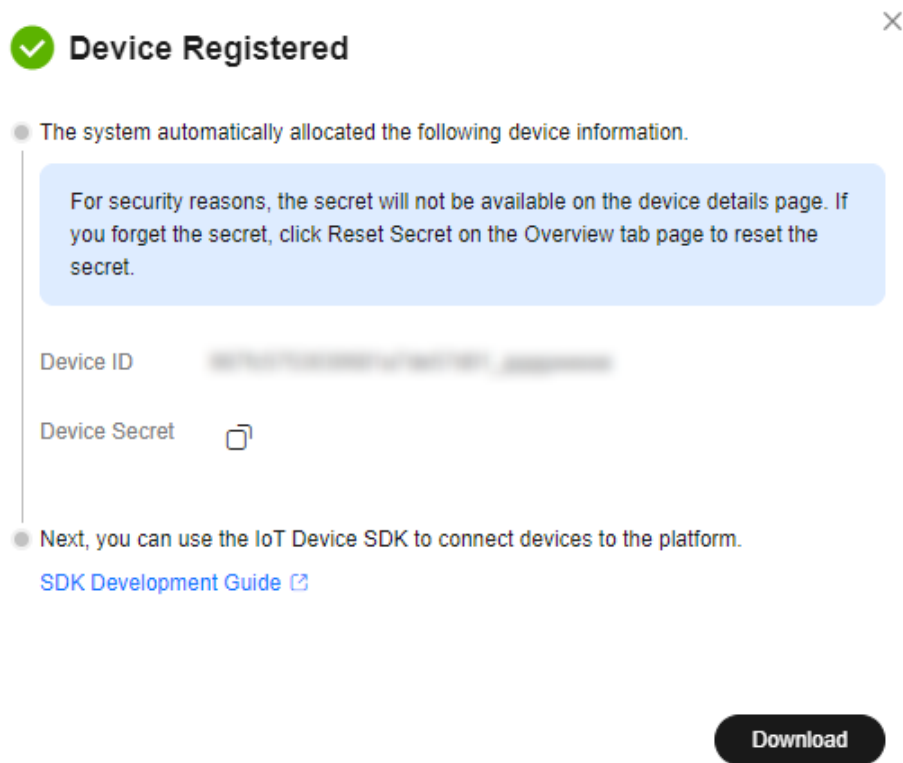 Device Registered
The system automatically allocated the following device information.
For security reasons, the secret will not be available on the device details page. If
you forget the secret, click Reset Secret on the Overview tab page to reset the
secret.
Device ID
Device Secret
Next, you can use the IoT Device SDK to connect devices to the platform.
SDK Development Guide
Download